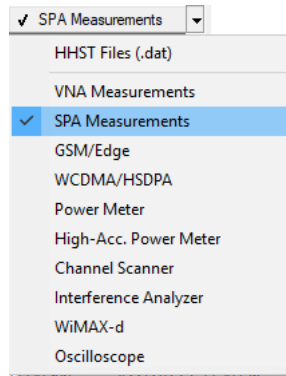 ✓ SPA Measurements
HHST Files (.dat)
VNA Measurements
✓ SPA Measurements
GSM/Edge
WCDMA/HSDPA
Power Meter
High-Acc. Power Meter
Channel Scanner
Interference Analyzer
WiMAX-d
Oscilloscope